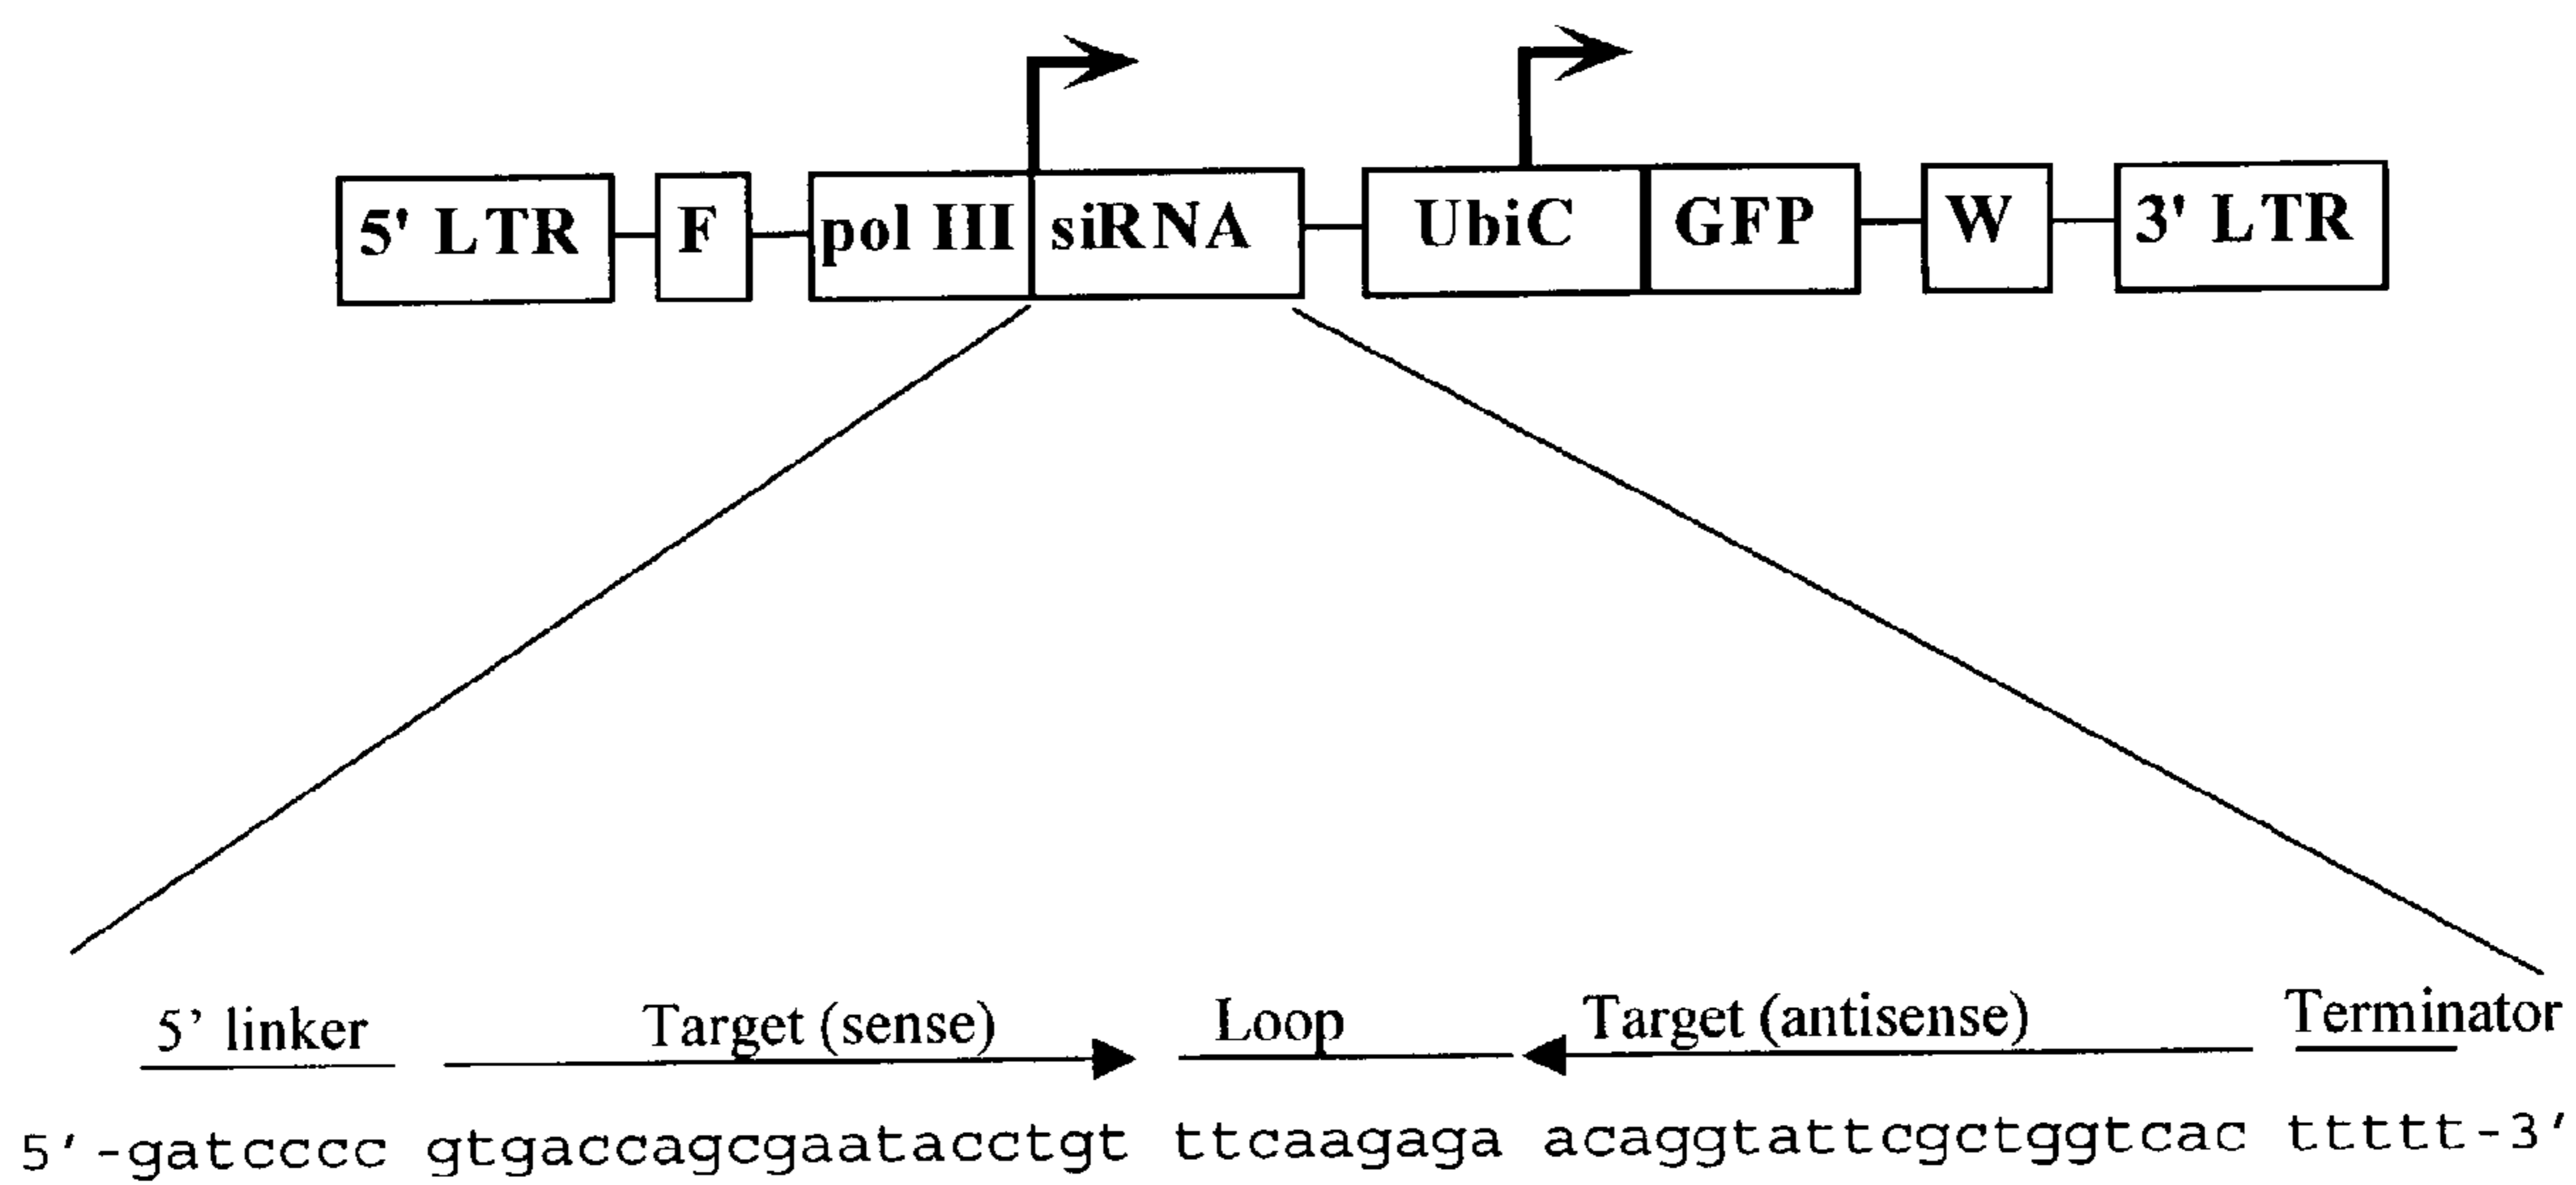 5' LTR F pol III siRNA UbiC GFP W 3' LTR
5’ linker Target (sense) Loop Target (antisense) Terminator
5'-gatcccc gtgaccagcgaatacctgt ttcaagaga acaggtattcgctggtcac ttttt-3'